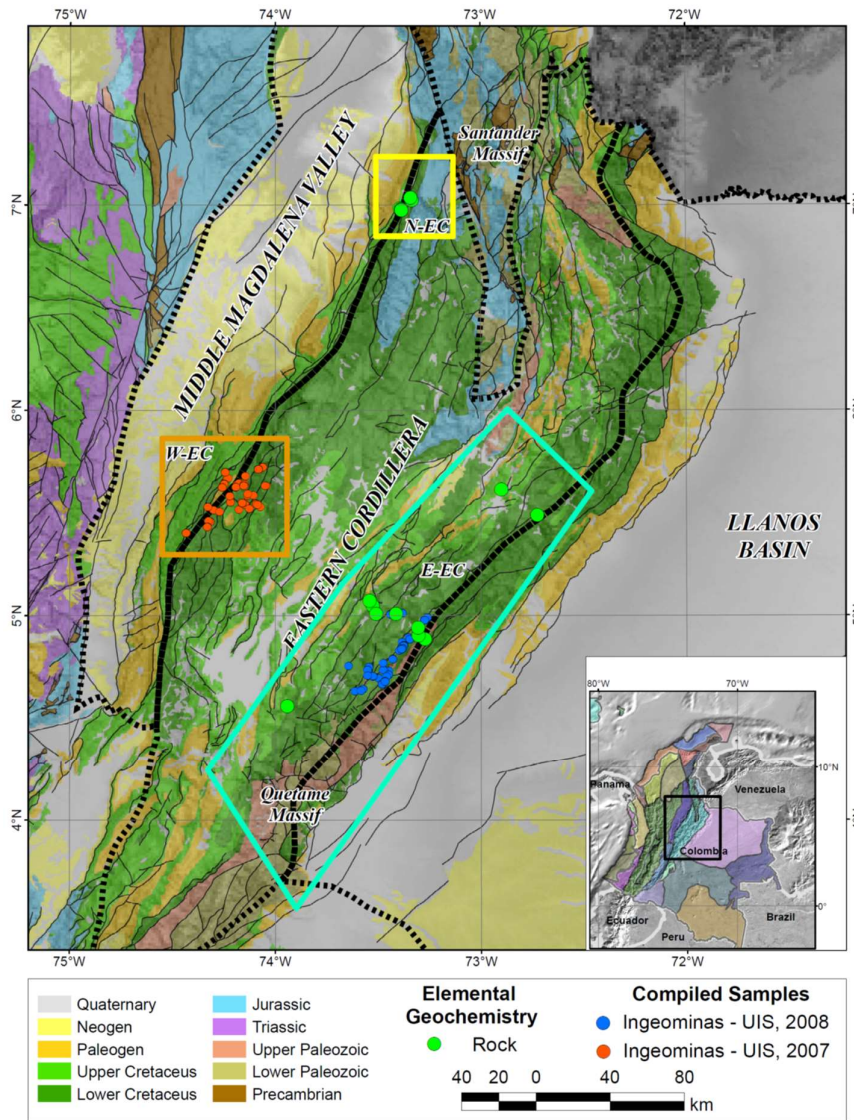 75°W 74°W 73°W 72°W
7°N
6°N
5°N
4°N
Santander
Massif
N-EC
MIDDLE MAGDALENA VALLEY
W-EC
EASTERN CORDILLERA
LLANOS
BASIN
E-EC
Quetame
Massif
80°W 70°W
10°N
0°
Panama
Venezuela
Colombia
Ecuador
Peru
Brazil
75°W 74°W 73°W 72°W
Quaternary
Neogen
Paleogen
Upper Cretaceus
Lower Cretaceus
Jurassic
Triassic
Upper Paleozoic
Lower Paleozoic
Precambrian
Elemental
Geochemistry
Rock
Compiled Samples
Ingeominas - UIS, 2008
Ingeominas - UIS, 2007
40 20 0 40 80
km